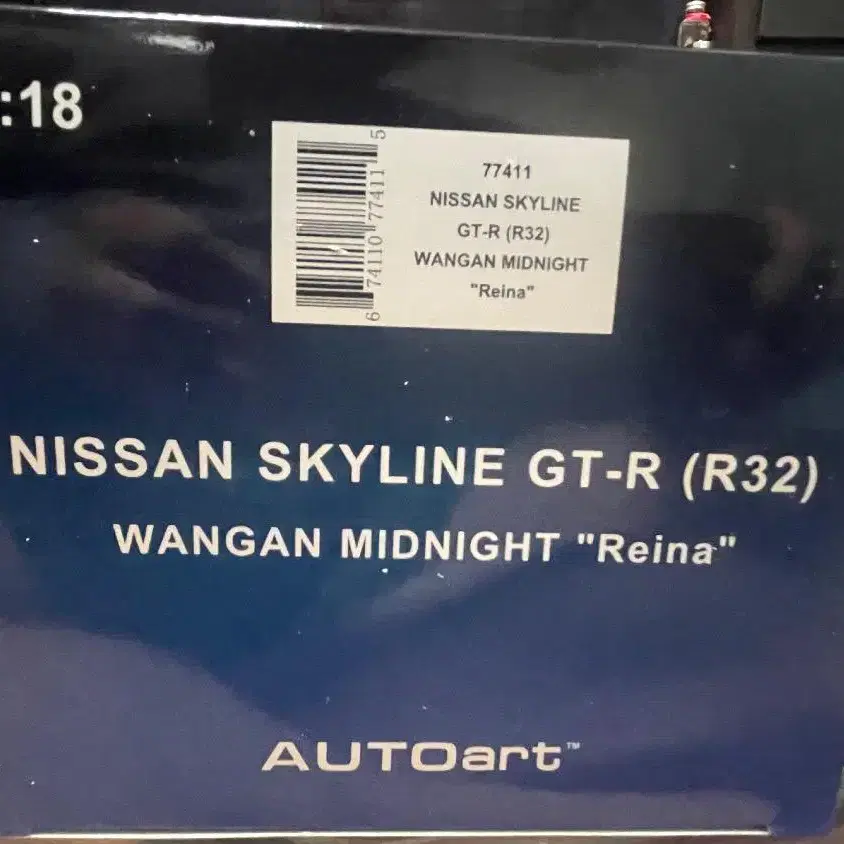 :18
77411
NISSAN SKYLINE
GT-R (R32)
WANGAN MIDNIGHT
"Reina"
6 74110 77411 5
NISSAN SKYLINE GT-R (R32)
WANGAN MIDNIGHT "Reina"
AUTOart™